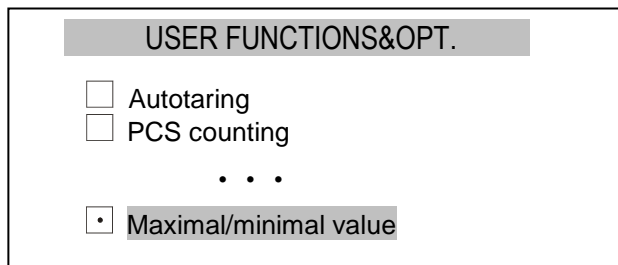 USER FUNCTIONS&OPT.
Autotaring
PCS counting
. . .
Maximal/minimal value